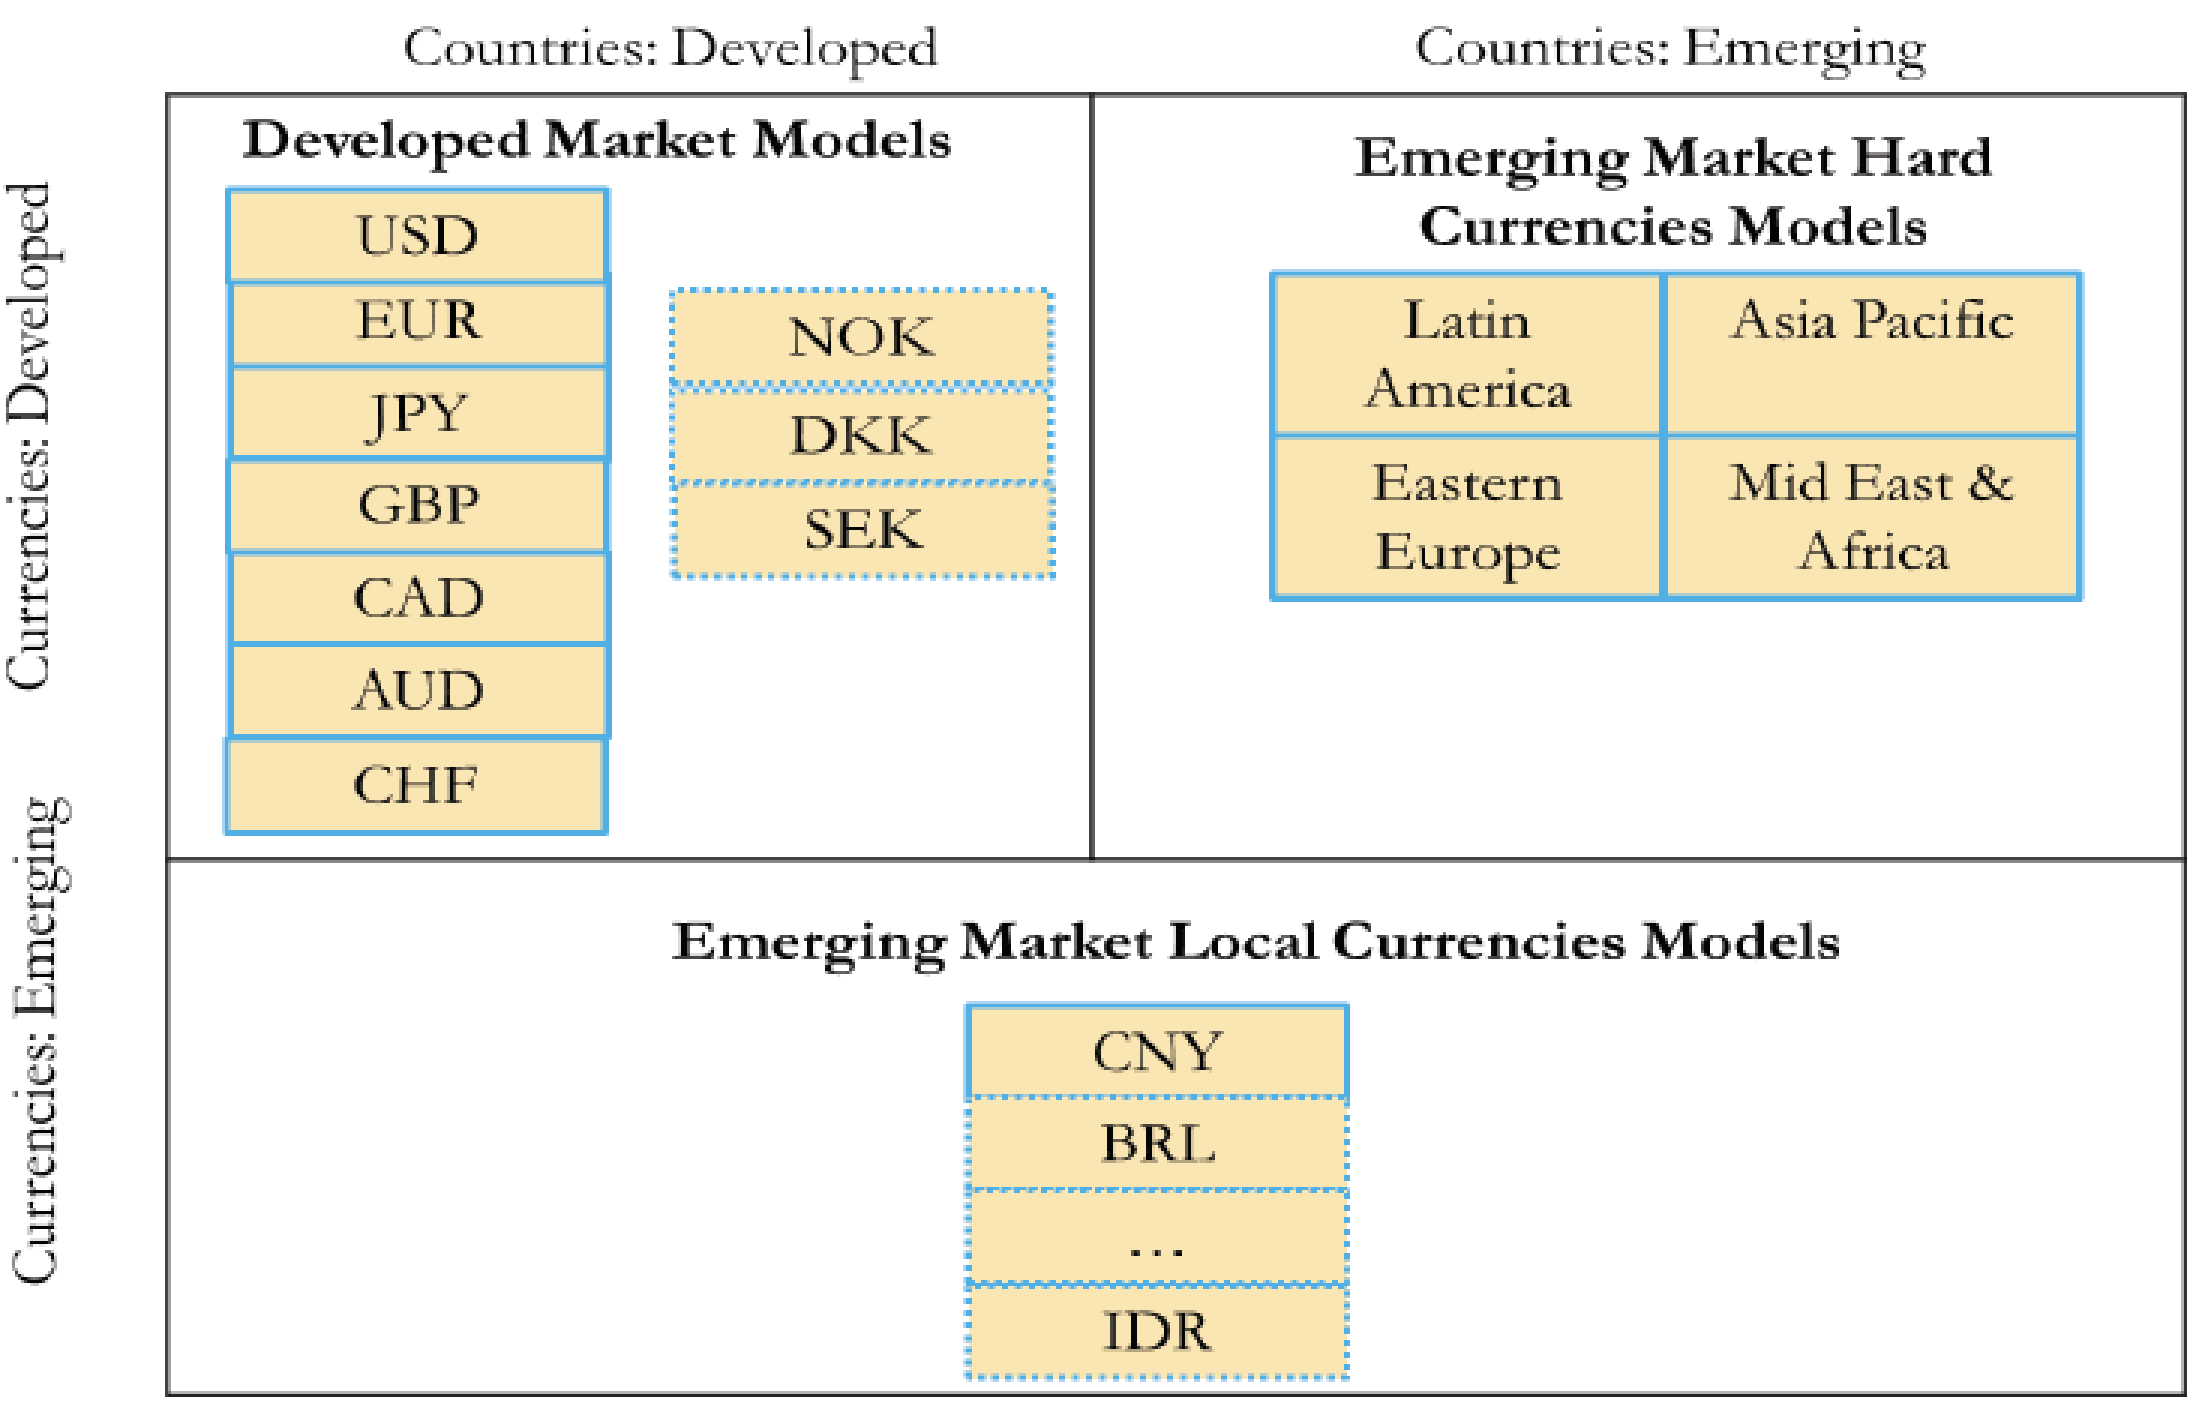 Countries: Developed
Countries: Emerging
Currencies: Developed
Developed Market Models
USD
EUR
JPY
GBP
CAD
AUD
CHF
NOK
DKK
SEK
Emerging Market Hard
Currencies Models
Latin
America
Asia Pacific
Eastern
Europe
Mid East &
Africa
Currencies: Emerging
Emerging Market Local Currencies Models
CNY
BRL
...
IDR